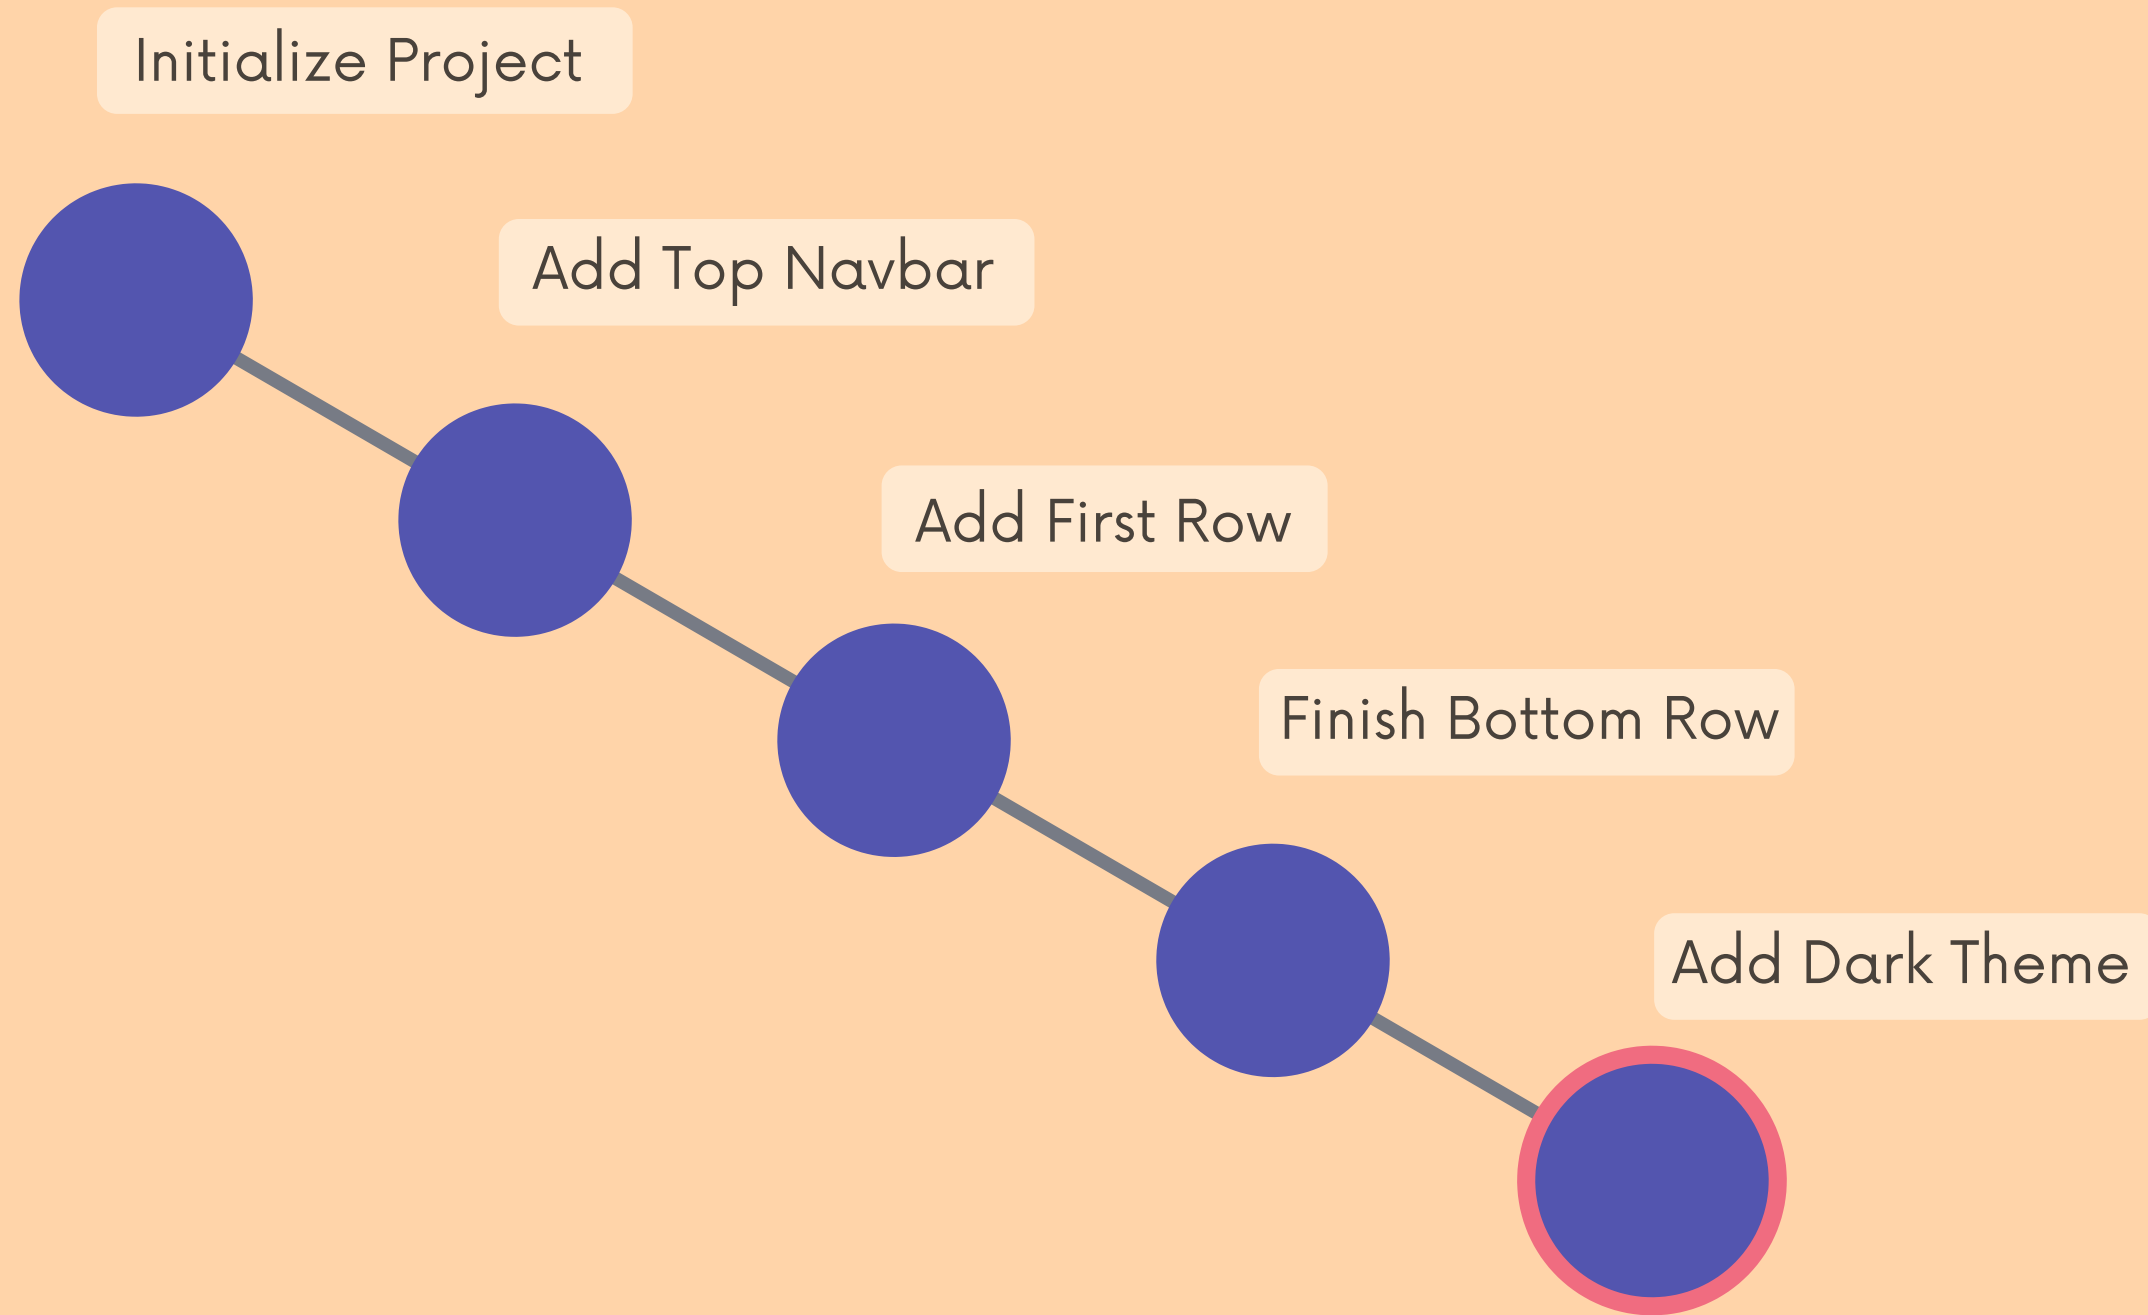 Initialize Project
Add Top Navbar
Add First Row
Finish Bottom Row
Add Dark Theme